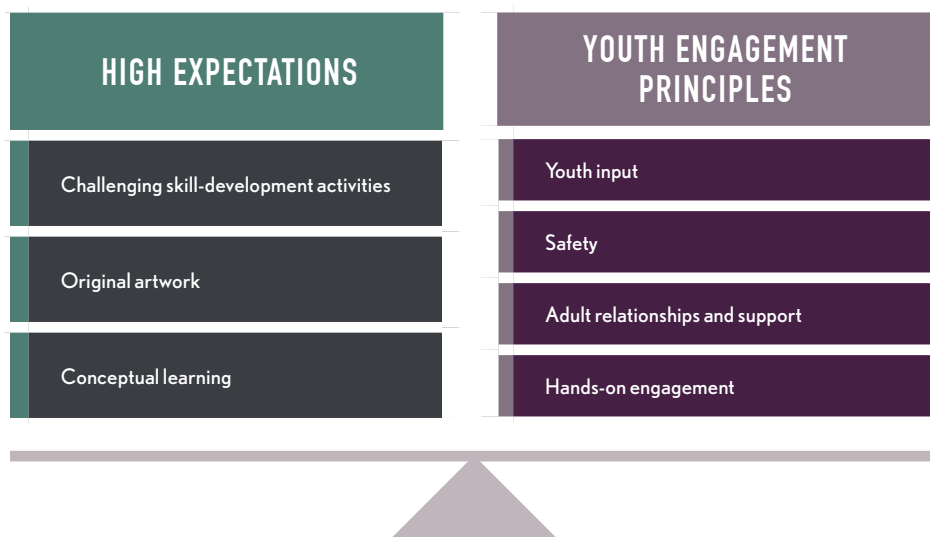 HIGH EXPECTATIONS
Challenging skill-development activities
Original artwork
Conceptual learning
YOUTH ENGAGEMENT
PRINCIPLES
Youth input
Safety
Adult relationships and support
Hands-on engagement